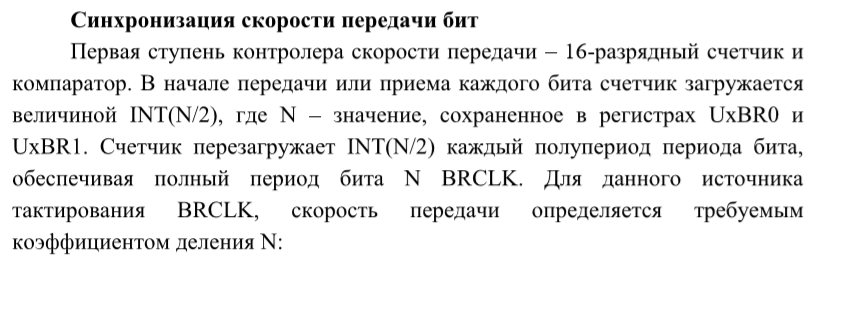 Синхронизация скорости передачи бит
Первая ступень контролера скорости передачи – 16-разрядный счетчик и
компаратор. В начале передачи или приема каждого бита счетчик загружается
величиной INT(N/2), где N – значение, сохраненное в регистрах UxBR0 и
UxBR1. Счетчик перезагружает INT(N/2) каждый полупериод периода бита,
обеспечивая полный период бита N BRCLK. Для данного источника
тактирования BRCLK, скорость передачи определяется требуемым
коэффициентом деления N: